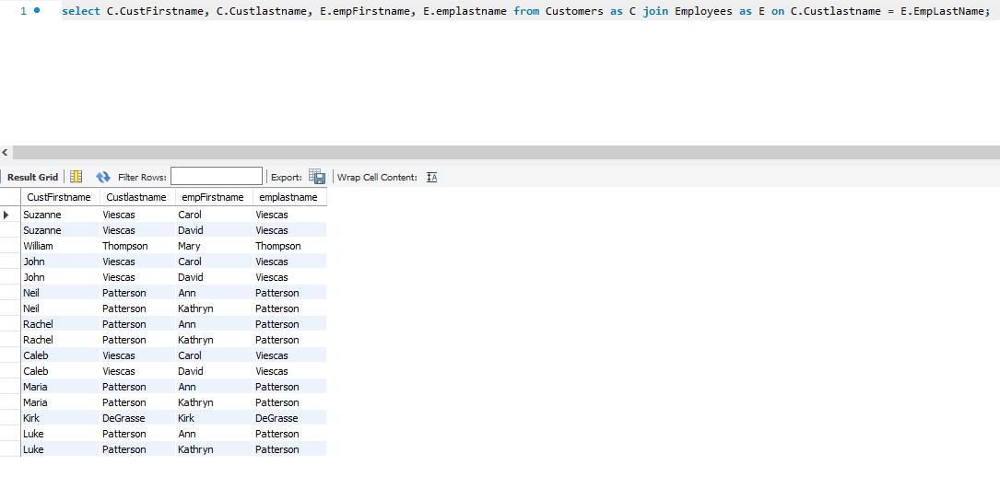 1 select C.CustFirstname, C.Custlastname, E.empFirstname, E.emplastname from Customers as C join Employees as E on C.Custlastname = E.EmpLastName;
Result Grid Filter Rows: Export: Wrap Cell Content:
CustFirstname Custlastname empFirstname emplastname
Suzanne Viescas Carol Viescas
Suzanne Viescas David Viescas
William Thompson Mary Thompson
John Viescas Carol Viescas
John Viescas David Viescas
Neil Patterson Ann Patterson
Neil Patterson Kathryn Patterson
Rachel Patterson Ann Patterson
Rachel Patterson Kathryn Patterson
Caleb Viescas Carol Viescas
Caleb Viescas David Viescas
Maria Patterson Ann Patterson
Maria Patterson Kathryn Patterson
Kirk DeGrasse Kirk DeGrasse
Luke Patterson Ann Patterson
Luke Patterson Kathryn Patterson